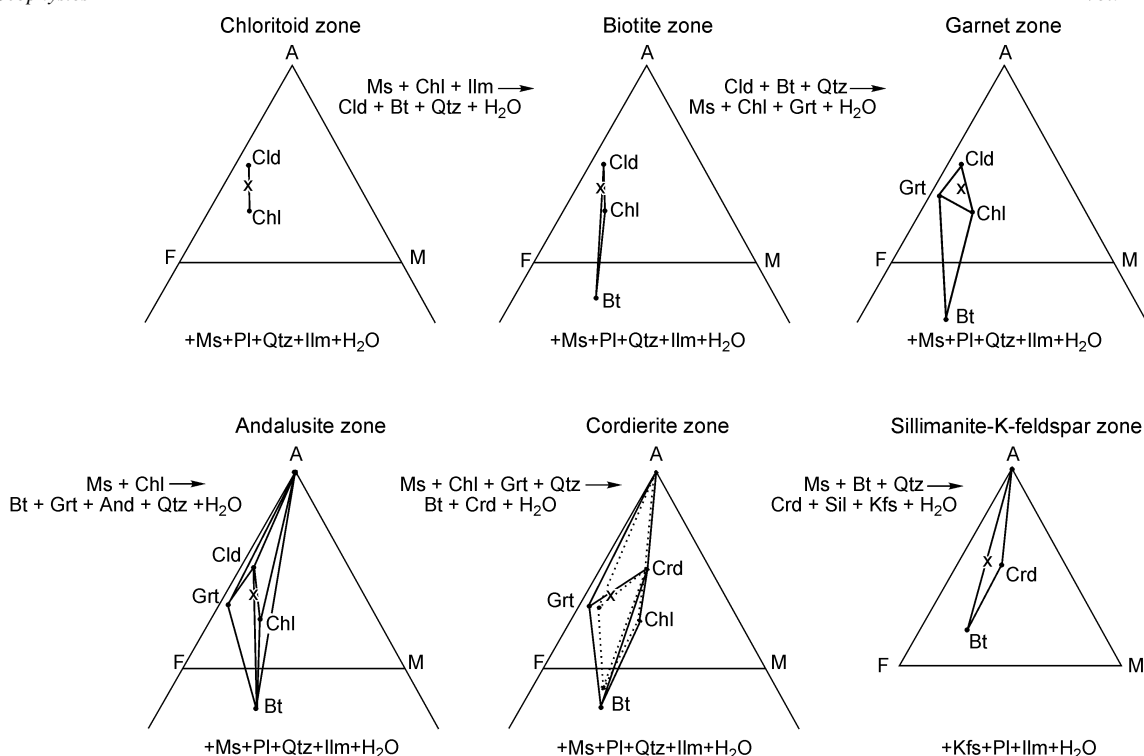 Chloritoid zone
A
Cld
x
Chl
F
M
+Ms+Pl+Qtz+Ilm+H₂O
Ms + Chl + Ilm →
Cld + Bt + Qtz + H₂O
Biotite zone
A
Cld
x
Chl
F
M
Bt
+Ms+Pl+Qtz+Ilm+H₂O
Cld + Bt + Qtz →
Ms + Chl + Grt + H₂O
Garnet zone
A
Cld
Grt
x
Chl
F
M
Bt
+Ms+Pl+Qtz+Ilm+H₂O
Ms + Chl →
Bt + Grt + And + Qtz +H₂O
Andalusite zone
A
Cld
Grt
x
Chl
F
M
Bt
+Ms+Pl+Qtz+Ilm+H₂O
Ms + Chl + Grt + Qtz →
Bt + Crd + H₂O
Cordierite zone
A
Crd
Grt
x
Chl
F
M
Bt
+Ms+Pl+Qtz+Ilm+H₂O
Ms + Bt + Qtz →
Crd + Sil + Kfs + H₂O
Sillimanite-K-feldspar zone
A
x
Crd
Bt
F
M
+Kfs+Pl+Ilm+H₂O